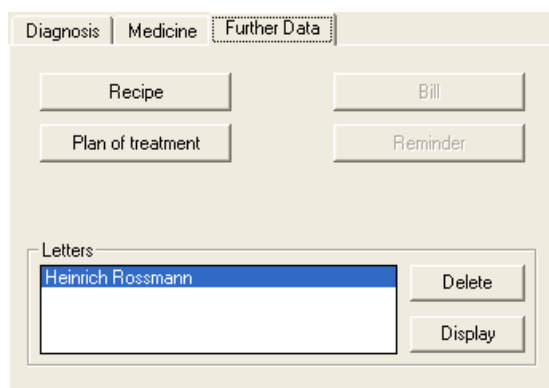 Diagnosis Medicine Further Data
Recipe Bill
Plan of treatment Reminder
Letters
Heinrich Rossmann
Delete
Display